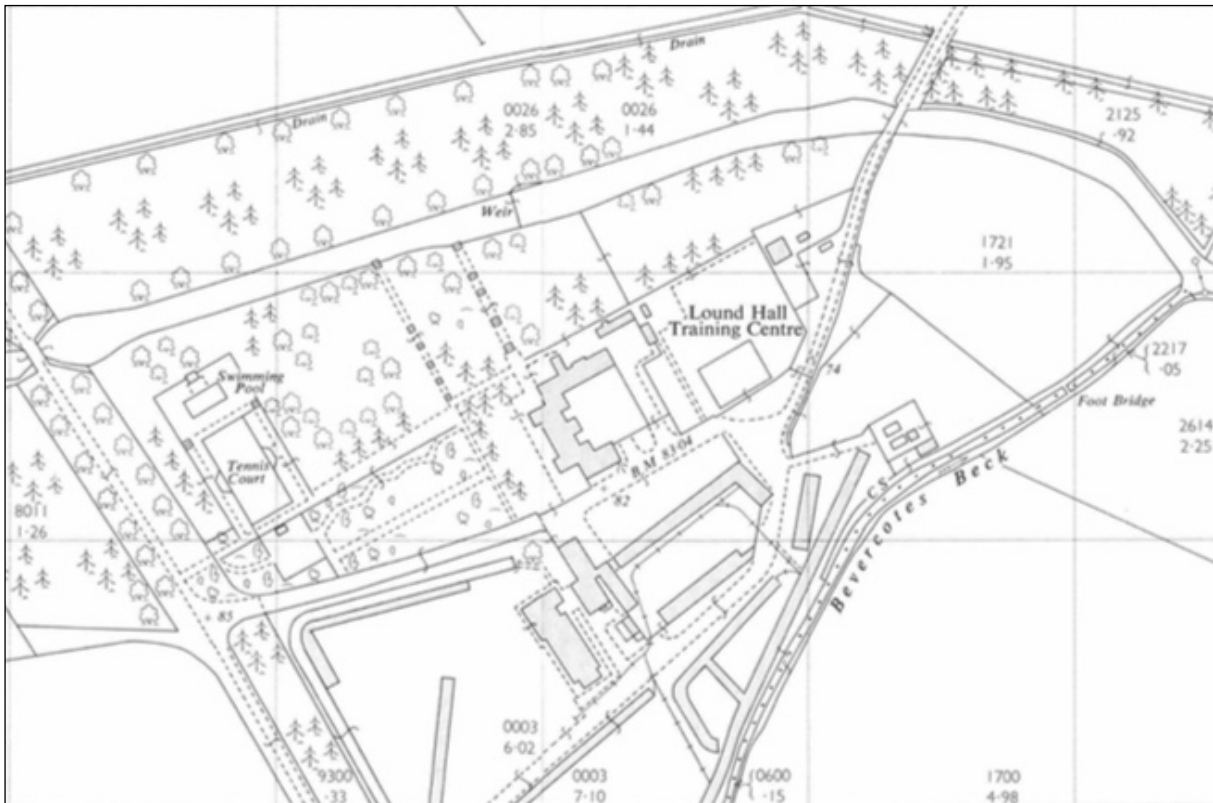 Drain
Drain
0026
2·85
0026
1·44
2125
·92
Weir
1721
1·95
Lound Hall
Training Centre
Swimming
Pool
74
2217
·05
Foot Bridge
2614
2·25
Tennis
Court
B M 83·04
82
C S
Bevercotes Beck
8011
1·26
85
0003
6·02
9300
·33
0003
7·10
0600
·15
1700
4·98